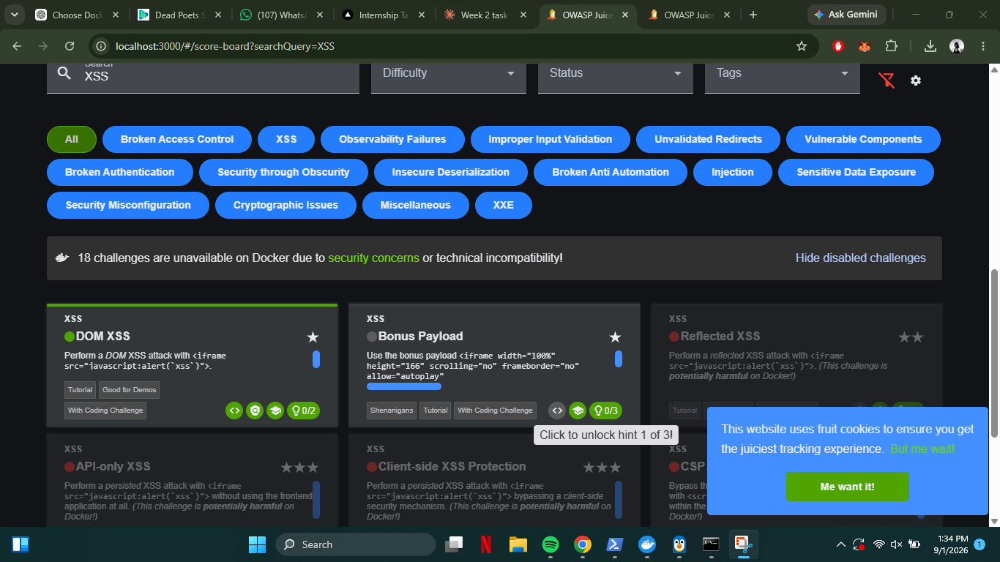 Choose Dock
Dead Poets S
(107) WhatsA
Internship Ta
Week 2 task
OWASP Juice
OWASP Juice
Ask Gemini
localhost:3000/#/score-board?searchQuery=XSS
Search
XSS
Difficulty
Status
Tags
All
Broken Access Control
XSS
Observability Failures
Improper Input Validation
Unvalidated Redirects
Vulnerable Components
Broken Authentication
Security through Obscurity
Insecure Deserialization
Broken Anti Automation
Injection
Sensitive Data Exposure
Security Misconfiguration
Cryptographic Issues
Miscellaneous
XXE
18 challenges are unavailable on Docker due to security concerns or technical incompatibility!
Hide disabled challenges
XSS
DOM XSS
Perform a DOM XSS attack with <iframe
src="javascript:alert(`xss`)">.
Tutorial
Good for Demos
With Coding Challenge
0/2
XSS
Bonus Payload
Use the bonus payload <iframe width="100%"
height="166" scrolling="no" frameborder="no"
allow="autoplay"
Shenanigans
Tutorial
With Coding Challenge
0/3
Click to unlock hint 1 of 3!
XSS
Reflected XSS
Perform a reflected XSS attack with <iframe
src="javascript:alert(`xss`)">. (This challenge is
potentially harmful on Docker!)
Tutorial
XSS
API-only XSS
Perform a persisted XSS attack with <iframe
src="javascript:alert(`xss`)"> without using the frontend
application at all. (This challenge is potentially harmful on
Docker!)
XSS
Client-side XSS Protection
Perform a persisted XSS attack with <iframe
src="javascript:alert(`xss`)"> bypassing a client-side
security mechanism. (This challenge is potentially harmful on
Docker!)
XSS
CSP
Bypass th
with <scr
within the
Docker!)
This website uses fruit cookies to ensure you get
the juiciest tracking experience. But me wait!
Me want it!
Search
1:34 PM
9/1/2026
1